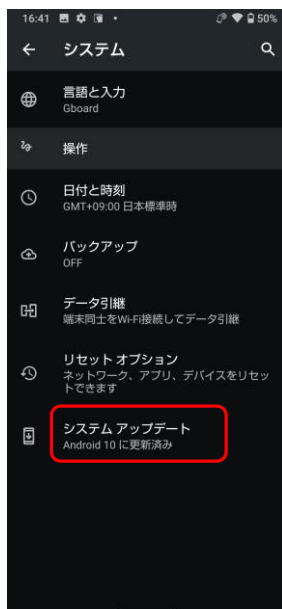 16:41 50%
システム
言語と入力
Gboard
操作
日付と時刻
GMT+09:00 日本標準時
バックアップ
OFF
データ引継
端末同士をWi-Fi接続してデータ引継
リセット オプション
ネットワーク、アプリ、デバイスをリセッ
トできます
システム アップデート
Android 10 に更新済み